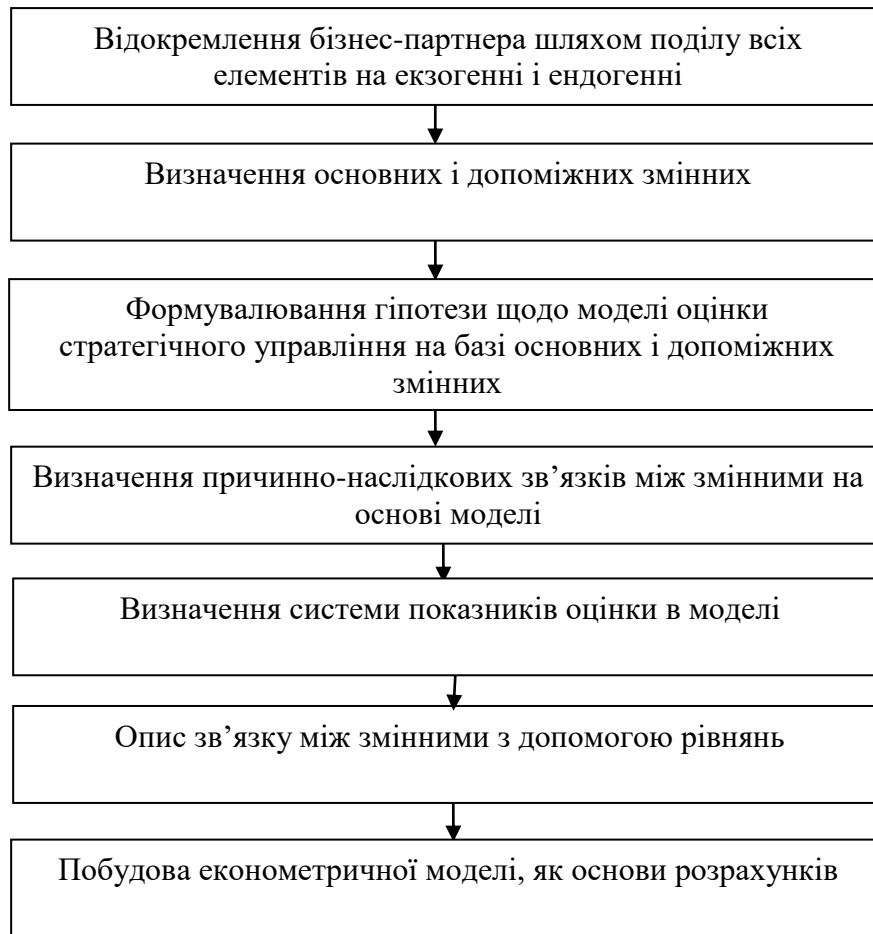 Відокремлення бізнес-партнера шляхом поділу всіх
елементів на екзогенні і ендогенні
Визначення основних і допоміжних змінних
Формувалювання гіпотези щодо моделі оцінки
стратегічного управління на базі основних і допоміжних
змінних
Визначення причинно-наслідкових зв’язків між змінними на
основі моделі
Визначення системи показників оцінки в моделі
Опис зв’язку між змінними з допомогою рівнянь
Побудова економетричної моделі, як основи розрахунків